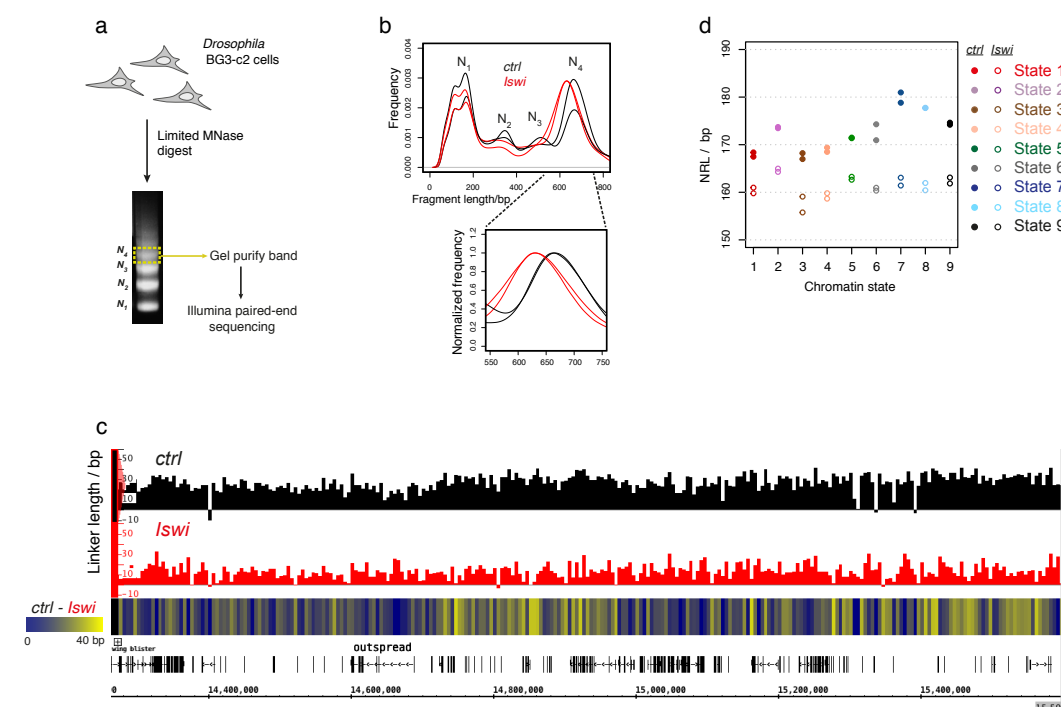 a
Drosophila
BG3-c2 cells
Limited MNase
digest
N4
N3
N2
N1
Gel purify band
Illumina paired-end
sequencing
b
Frequency
0.004
0.003
0.002
0.001
0.000
N1
N2
N3
N4
ctrl
Iswi
0 200 400 600 800
Fragment length/bp
Normalized frequency
1.2
1.0
0.8
0.6
0.4
0.2
0.0
550 600 650 700 750
d
NRL / bp
190
180
170
160
150
1 2 3 4 5 6 7 8 9
Chromatin state
ctrl Iswi
State 1
State 2
State 3
State 4
State 5
State 6
State 7
State 8
State 9
c
Linker length / bp
ctrl
50
30
10
-10
Iswi
50
30
10
-10
ctrl - Iswi
0 40 bp
wing blister
outspread
0 14,400,000 14,600,000 14,800,000 15,000,000 15,200,000 15,400,000